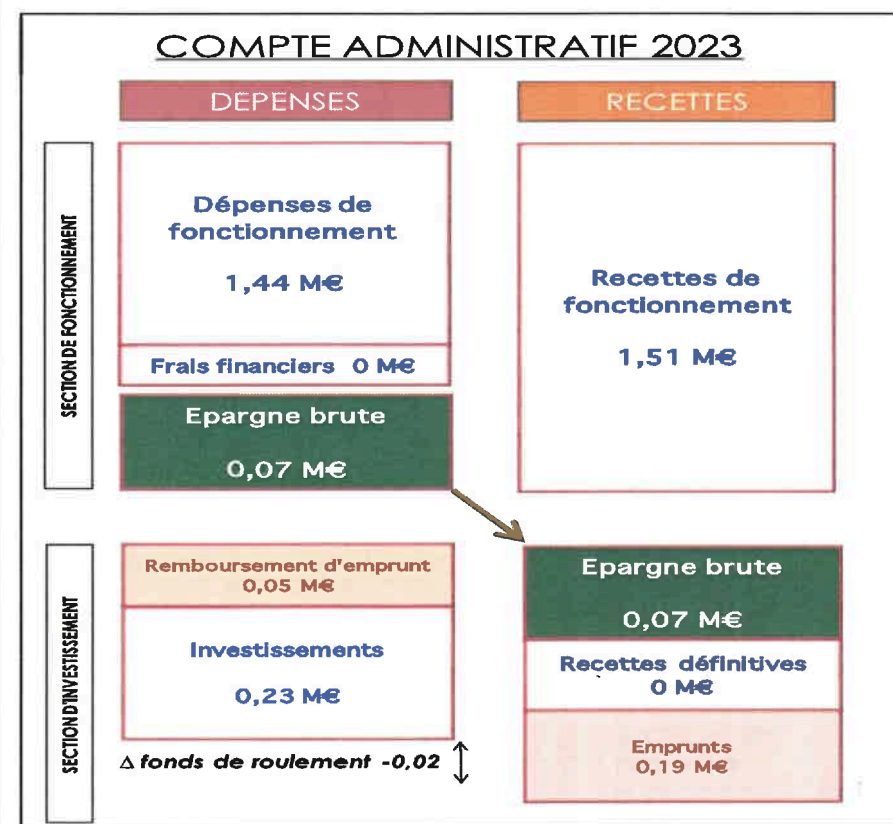 COMPTE ADMINISTRATIF 2023
DEPENSES
RECETTES
SECTION DE FONCTIONNEMENT
Dépenses de
fonctionnement
1,44 M€
Frais financiers 0 M€
Epargne brute
0,07 M€
Recettes de
fonctionnement
1,51 M€
SECTION D'INVESTISSEMENT
Remboursement d'emprunt
0,05 M€
Investissements
0,23 M€
Δ fonds de roulement -0,02
Epargne brute
0,07 M€
Recettes définitives
0 M€
Emprunts
0,19 M€